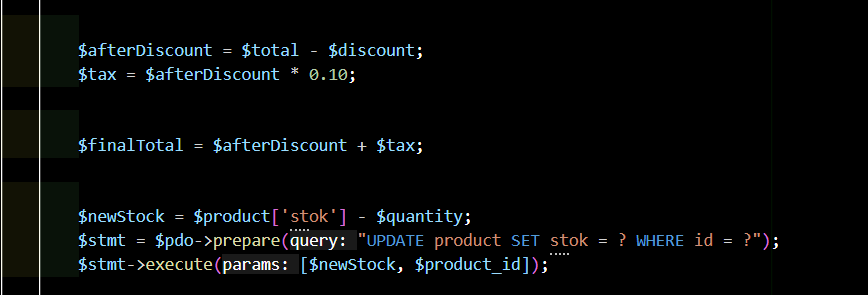 $afterDiscount = $total - $discount;
$tax = $afterDiscount * 0.10;
$finalTotal = $afterDiscount + $tax;
$newStock = $product['stok'] - $quantity;
$stmt = $pdo->prepare(query: "UPDATE product SET stok = ? WHERE id = ?");
$stmt->execute(params: [$newStock, $product_id]);